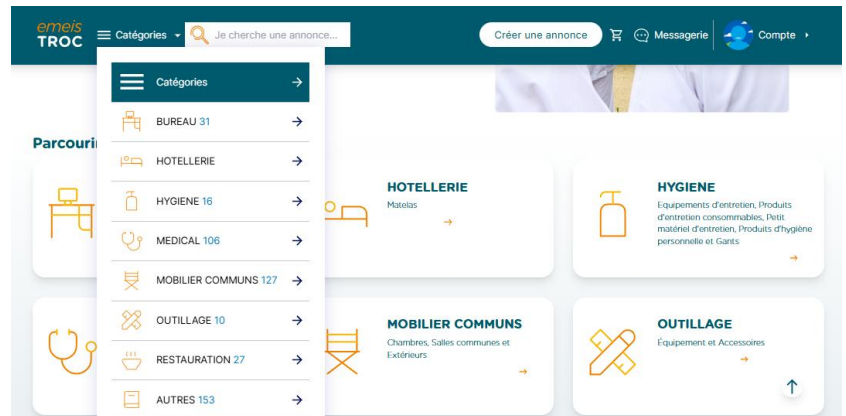 emeis
TROC
Catégories
Je cherche une annonce...
Créer une annonce
Messagerie
Compte
Catégories
BUREAU 31
HOTELLERIE
HYGIENE 16
MEDICAL 106
MOBILIER COMMUNS 127
OUTILLAGE 10
RESTAURATION 27
AUTRES 153
Parcouri
HOTELLERIE
Matelas
HYGIENE
Equipements d'entretien, Produits
d'entretien consommables, Petit
matériel d'entretien, Produits d'hygiène
personnelle et Gants
MOBILIER COMMUNS
Chambres, Salles communes et
Extérieurs
OUTILLAGE
Équipement et Accessoires